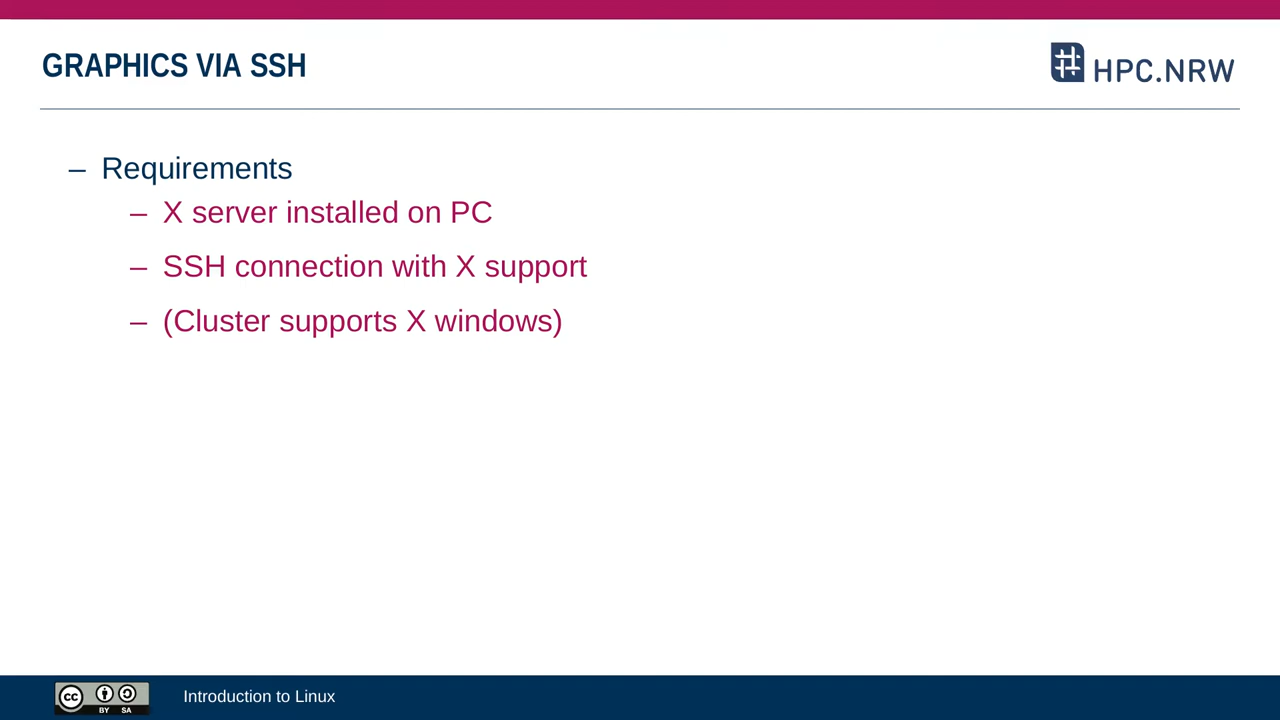 GRAPHICS VIA SSH
HPC.NRW
– Requirements
– X server installed on PC
– SSH connection with X support
– (Cluster supports X windows)
cc
BY SA
Introduction to Linux